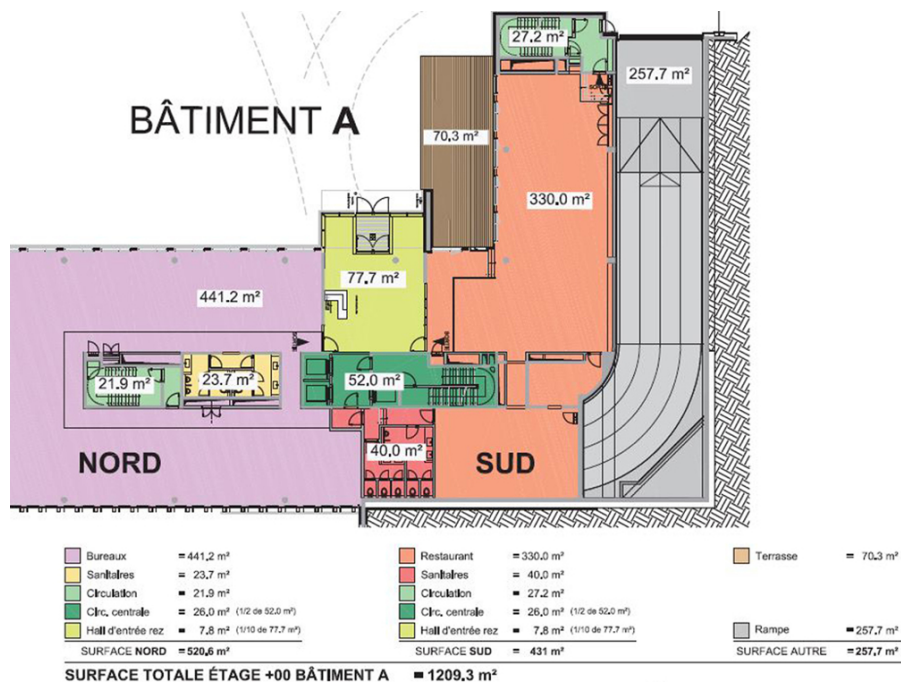 27.2 m²
257.7 m²
BÂTIMENT A
70.3 m²
330.0 m²
77.7 m²
441.2 m²
21.9 m²
23.7 m²
52.0 m²
40.0 m²
NORD
SUD
Bureaux = 441.2 m²
Sanitaires = 23.7 m²
Circulation = 21.9 m²
Circ. centrale = 26.0 m² (1/2 de 52.0 m²)
Hall d'entrée rez = 7.8 m² (1/10 de 77.7 m²)
SURFACE NORD = 520.6 m²
Restaurant = 330.0 m²
Sanitaires = 40.0 m²
Circulation = 27.2 m²
Circ. centrale = 26.0 m² (1/2 de 52.0 m²)
Hall d'entrée rez = 7.8 m² (1/10 de 77.7 m²)
SURFACE SUD = 431 m²
Terrasse = 70.3 m²
Rampe = 257.7 m²
SURFACE AUTRE = 257.7 m²
SURFACE TOTALE ÉTAGE +00 BÂTIMENT A = 1209.3 m²